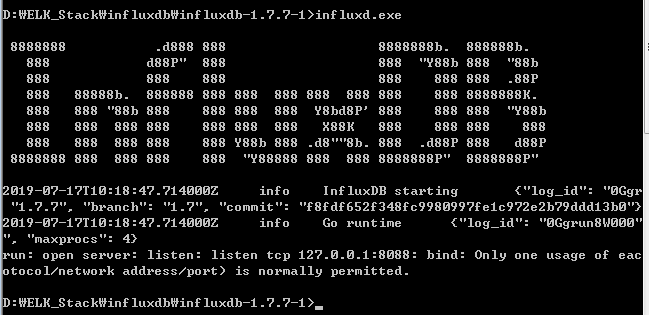 D:₩ELK_Stack₩influxdb₩influxdb-1.7.7-1>influxd.exe
 8888888           .d888 888                   8888888b.  8888888b.
   888            d88P" 888                   888  "Y88b 888  "88b
   888            888    888                   888    888 888  .88P
   888   88888b.  888888 888 888  888 888  888 888    888 8888888K.
   888   888 "88b 888    888 888  888  Y8bd8P' 888    888 888  "Y88b
   888   888  888 888    888 888  888   X88K   888    888 888    888
   888   888  888 888    888 Y88b 888 .d8""8b. 888  .d88P 888   d88P
 8888888 888  888 888    888  "Y88888 888  888 8888888P"  8888888P"
2019-07-17T10:18:47.714000Z     info    InfluxDB starting       {"log_id": "0Ggr
 "1.7.7", "branch": "1.7", "commit": "f8fdf652f348fc9980997fe1c972e2b79ddd13b0"}
2019-07-17T10:18:47.714000Z     info    Go runtime      {"log_id": "0Ggrun8W000"
", "maxprocs": 4}
run: open server: listen: listen tcp 127.0.0.1:8088: bind: Only one usage of eac
otocol/network address/port) is normally permitted.
D:₩ELK_Stack₩influxdb₩influxdb-1.7.7-1>_